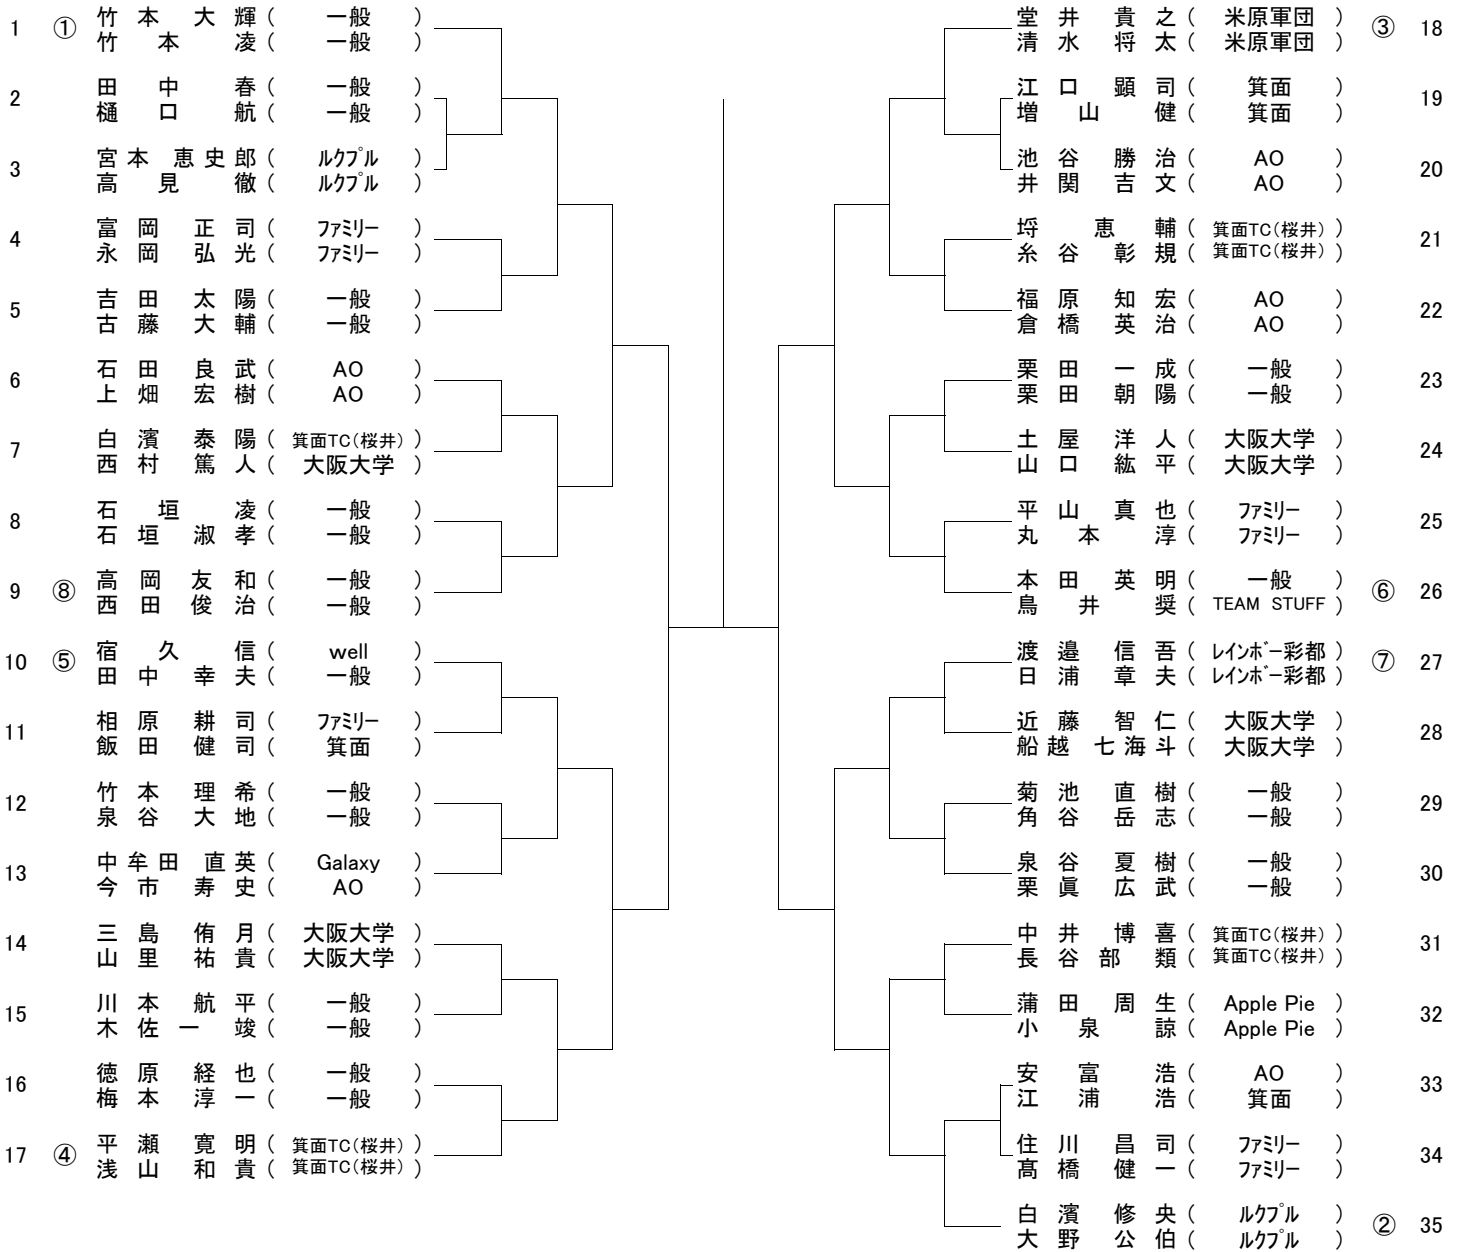 1 ① 竹本 大輝 ( 一般 )
竹本 凌 ( 一般 )
2 田中 春 ( 一般 )
樋口 航 ( 一般 )
3 宮本 恵史郎 ( ルクプル )
高見 徹 ( ルクプル )
4 富岡 正司 ( ファミリー )
永岡 弘光 ( ファミリー )
5 吉田 太陽 ( 一般 )
古藤 大輔 ( 一般 )
6 石田 良武 ( AO )
上畑 宏樹 ( AO )
7 白濱 泰陽 ( 箕面TC(桜井) )
西村 篤人 ( 大阪大学 )
8 石垣 凌 ( 一般 )
石垣 淑孝 ( 一般 )
9 ⑧ 高岡 友和 ( 一般 )
西田 俊治 ( 一般 )
10 ⑤ 宿久 信 ( well )
田中 幸夫 ( 一般 )
11 相原 耕司 ( ファミリー )
飯田 健司 ( 箕面 )
12 竹本 理希 ( 一般 )
泉谷 大地 ( 一般 )
13 中牟田 直英 ( Galaxy )
今市 寿史 ( AO )
14 三島 侑月 ( 大阪大学 )
山里 祐貴 ( 大阪大学 )
15 川本 航平 ( 一般 )
木佐一 竣 ( 一般 )
16 徳原 経也 ( 一般 )
梅本 淳一 ( 一般 )
17 ④ 平瀬 寛明 ( 箕面TC(桜井) )
浅山 和貴 ( 箕面TC(桜井) )
堂井 貴之 ( 米原軍団 ) ③ 18
清水 将太 ( 米原軍団 )
江口 顕司 ( 箕面 ) 19
増山 健 ( 箕面 )
池谷 勝治 ( AO ) 20
井関 吉文 ( AO )
埒 恵輔 ( 箕面TC(桜井) ) 21
糸谷 彰規 ( 箕面TC(桜井) )
福原 知宏 ( AO ) 22
倉橋 英治 ( AO )
栗田 一成 ( 一般 ) 23
栗田 朝陽 ( 一般 )
土屋 洋人 ( 大阪大学 ) 24
山口 紘平 ( 大阪大学 )
平山 真也 ( ファミリー ) 25
丸本 淳 ( ファミリー )
本田 英明 ( 一般 ) ⑥ 26
鳥井 奨 ( TEAM STUFF )
渡邉 信吾 ( レインボー彩都 ) ⑦ 27
日浦 章夫 ( レインボー彩都 )
近藤 智仁 ( 大阪大学 ) 28
船越 七海斗 ( 大阪大学 )
菊池 直樹 ( 一般 ) 29
角谷 岳志 ( 一般 )
泉谷 夏樹 ( 一般 ) 30
栗眞 広武 ( 一般 )
中井 博喜 ( 箕面TC(桜井) ) 31
長谷部 類 ( 箕面TC(桜井) )
蒲田 周生 ( Apple Pie ) 32
小泉 諒 ( Apple Pie )
安富 浩 ( AO ) 33
江浦 浩 ( 箕面 )
住川 昌司 ( ファミリー ) 34
髙橋 健一 ( ファミリー )
白濱 修央 ( ルクプル ) ② 35
大野 公伯 ( ルクプル )